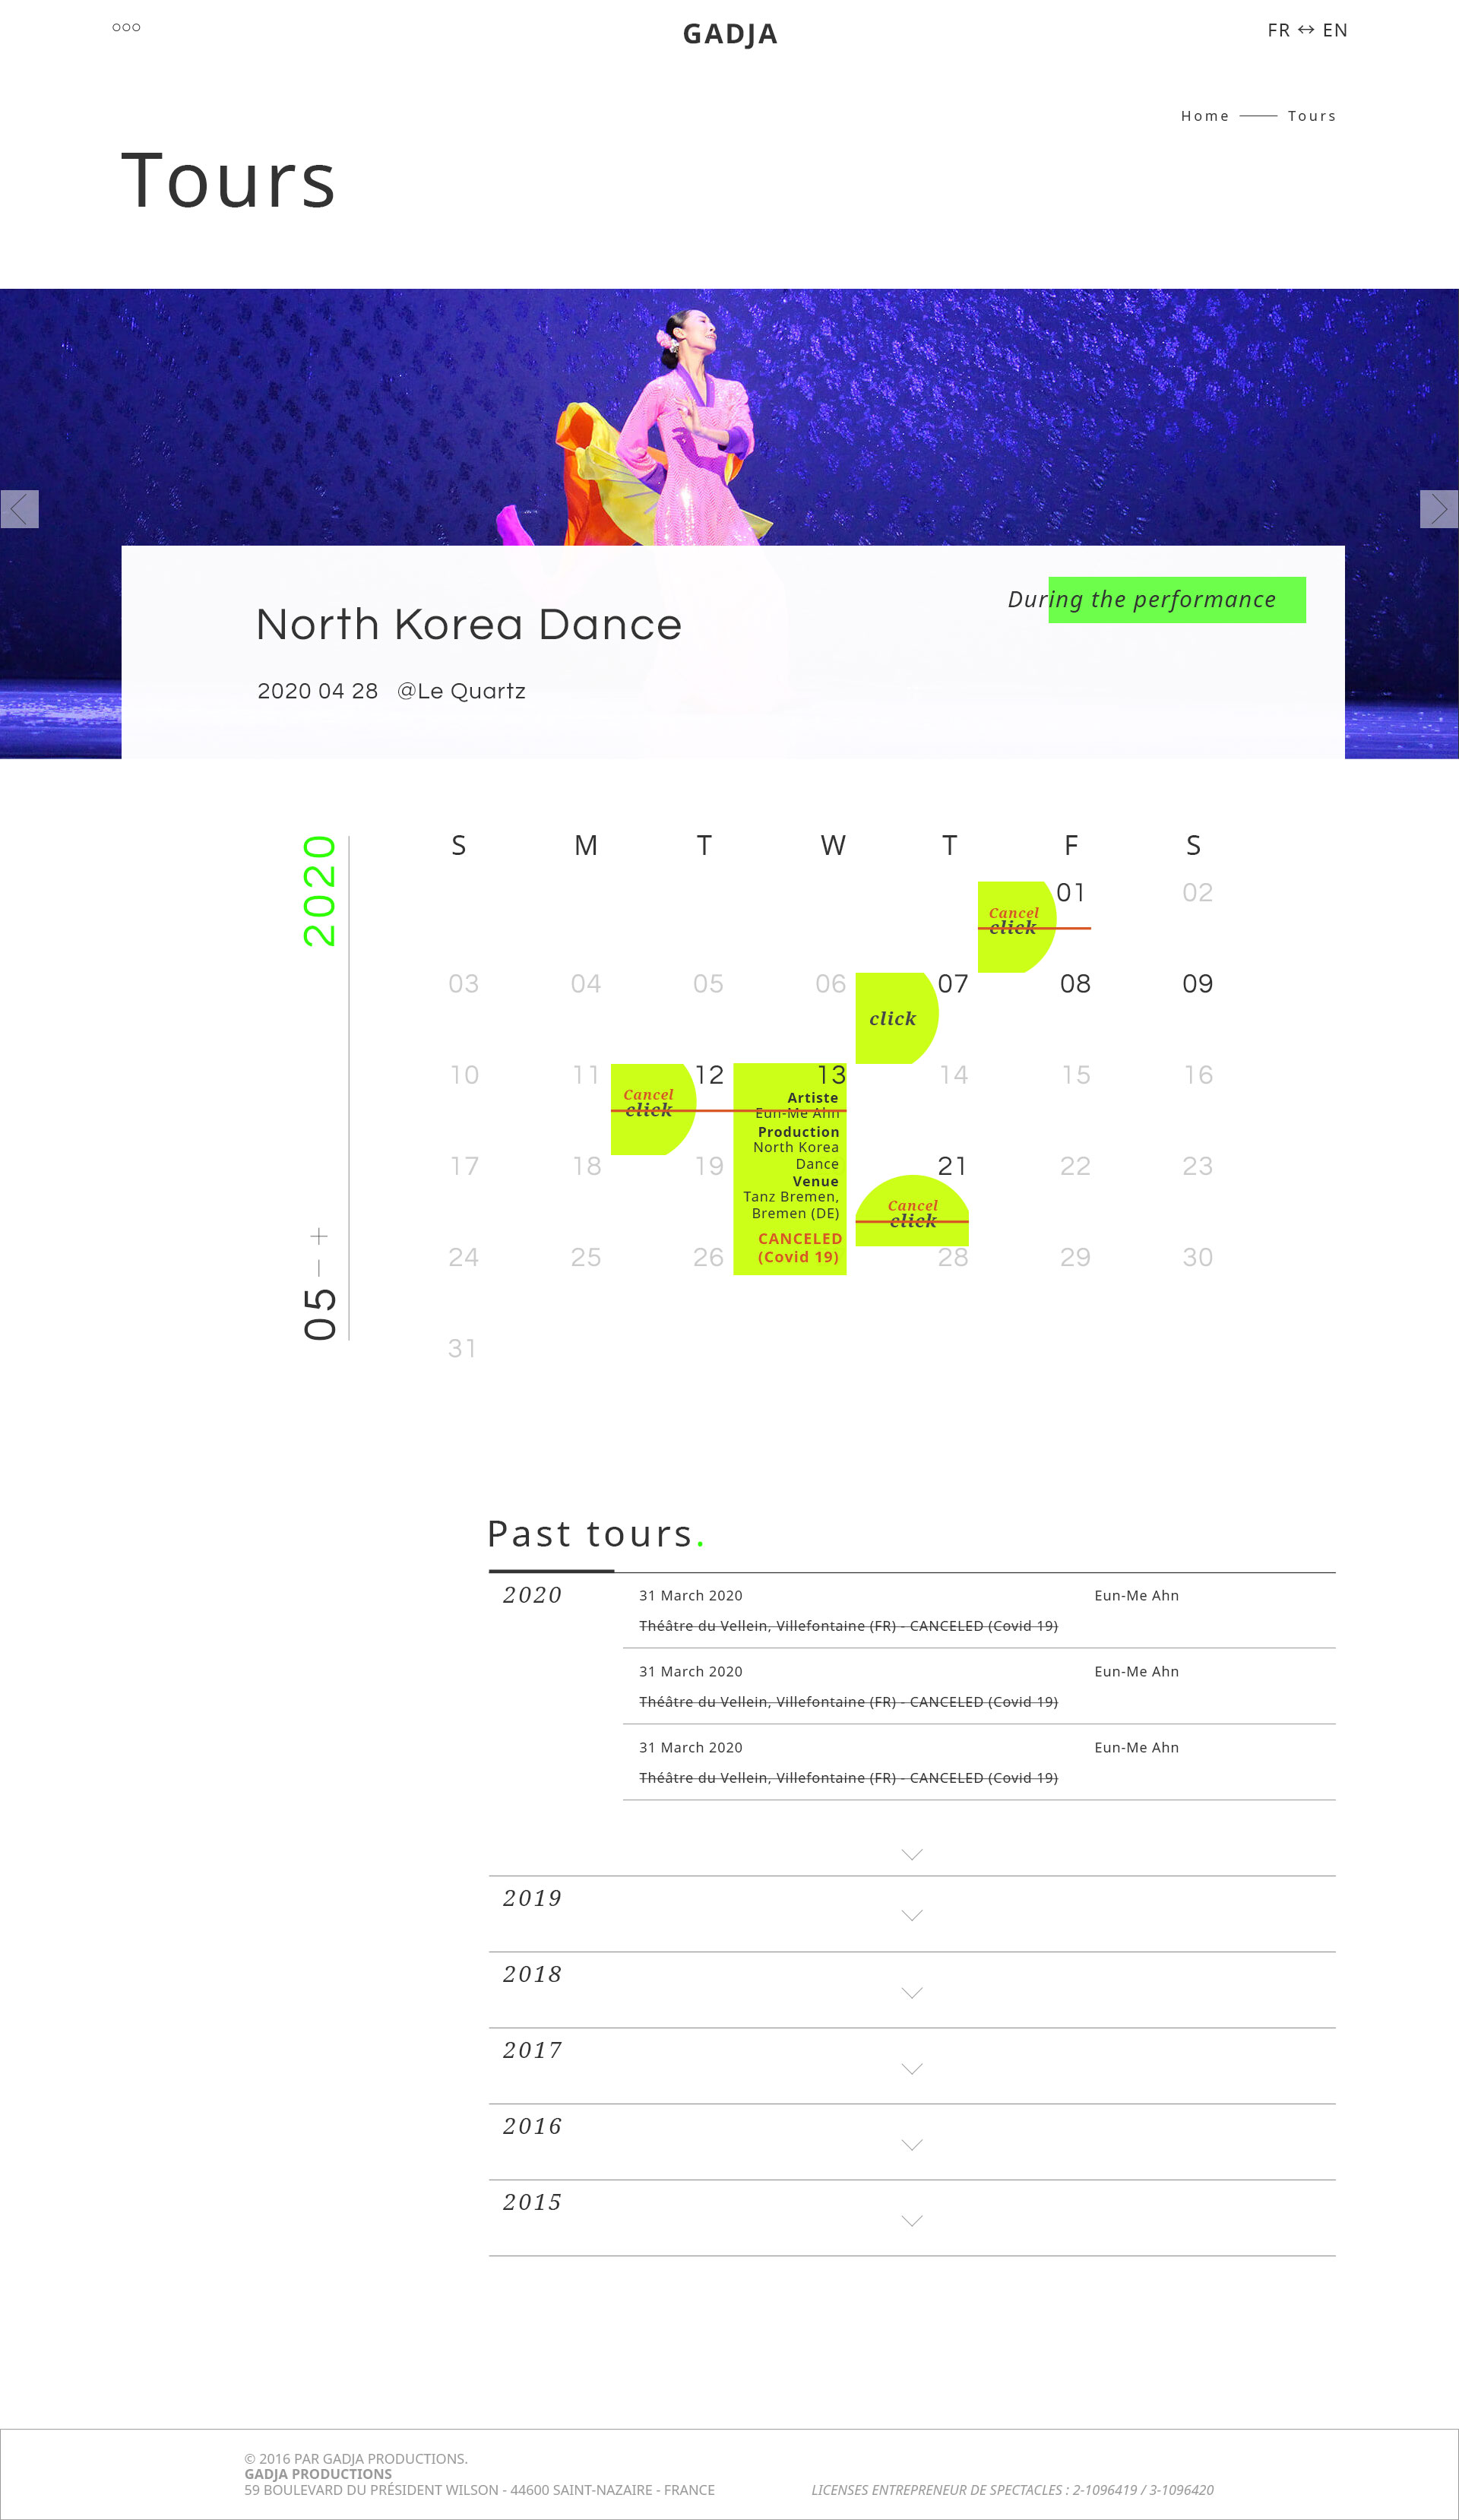 GADJA
FR ↔ EN
Home — Tours
Tours
During the performance
North Korea Dance
2020 04 28 @Le Quartz
2020
S M T W T F S
01 02
Cancel
click
03 04 05 06 07 08 09
click
10 11 12 13 14 15 16
Cancel
click
Artiste
Eun-Me Ahn
Production
North Korea
Dance
Venue
Tanz Bremen,
Bremen (DE)
CANCELED
(Covid 19)
17 18 19 21 22 23
Cancel
click
24 25 26 28 29 30
05
31
Past tours.
2020
31 March 2020 Eun-Me Ahn
Théâtre du Vellein, Villefontaine (FR) - CANCELED (Covid 19)
31 March 2020 Eun-Me Ahn
Théâtre du Vellein, Villefontaine (FR) - CANCELED (Covid 19)
31 March 2020 Eun-Me Ahn
Théâtre du Vellein, Villefontaine (FR) - CANCELED (Covid 19)
2019
2018
2017
2016
2015
© 2016 PAR GADJA PRODUCTIONS.
GADJA PRODUCTIONS
59 BOULEVARD DU PRÉSIDENT WILSON - 44600 SAINT-NAZAIRE - FRANCE
LICENSES ENTREPRENEUR DE SPECTACLES : 2-1096419 / 3-1096420